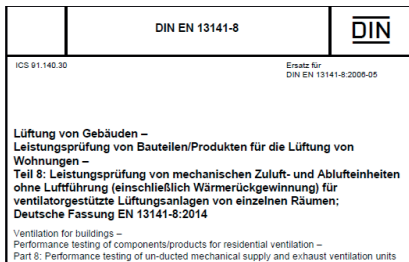 DIN EN 13141-8
DIN
ICS 91.140.30
Ersatz für
DIN EN 13141-8:2006-05
Lüftung von Gebäuden –
Leistungsprüfung von Bauteilen/Produkten für die Lüftung von
Wohnungen –
Teil 8: Leistungsprüfung von mechanischen Zuluft- und Ablufteinheiten
ohne Luftführung (einschließlich Wärmerückgewinnung) für
ventilatorgestützte Lüftungsanlagen von einzelnen Räumen;
Deutsche Fassung EN 13141-8:2014
Ventilation for buildings –
Performance testing of components/products for residential ventilation –
Part 8: Performance testing of un-ducted mechanical supply and exhaust ventilation units